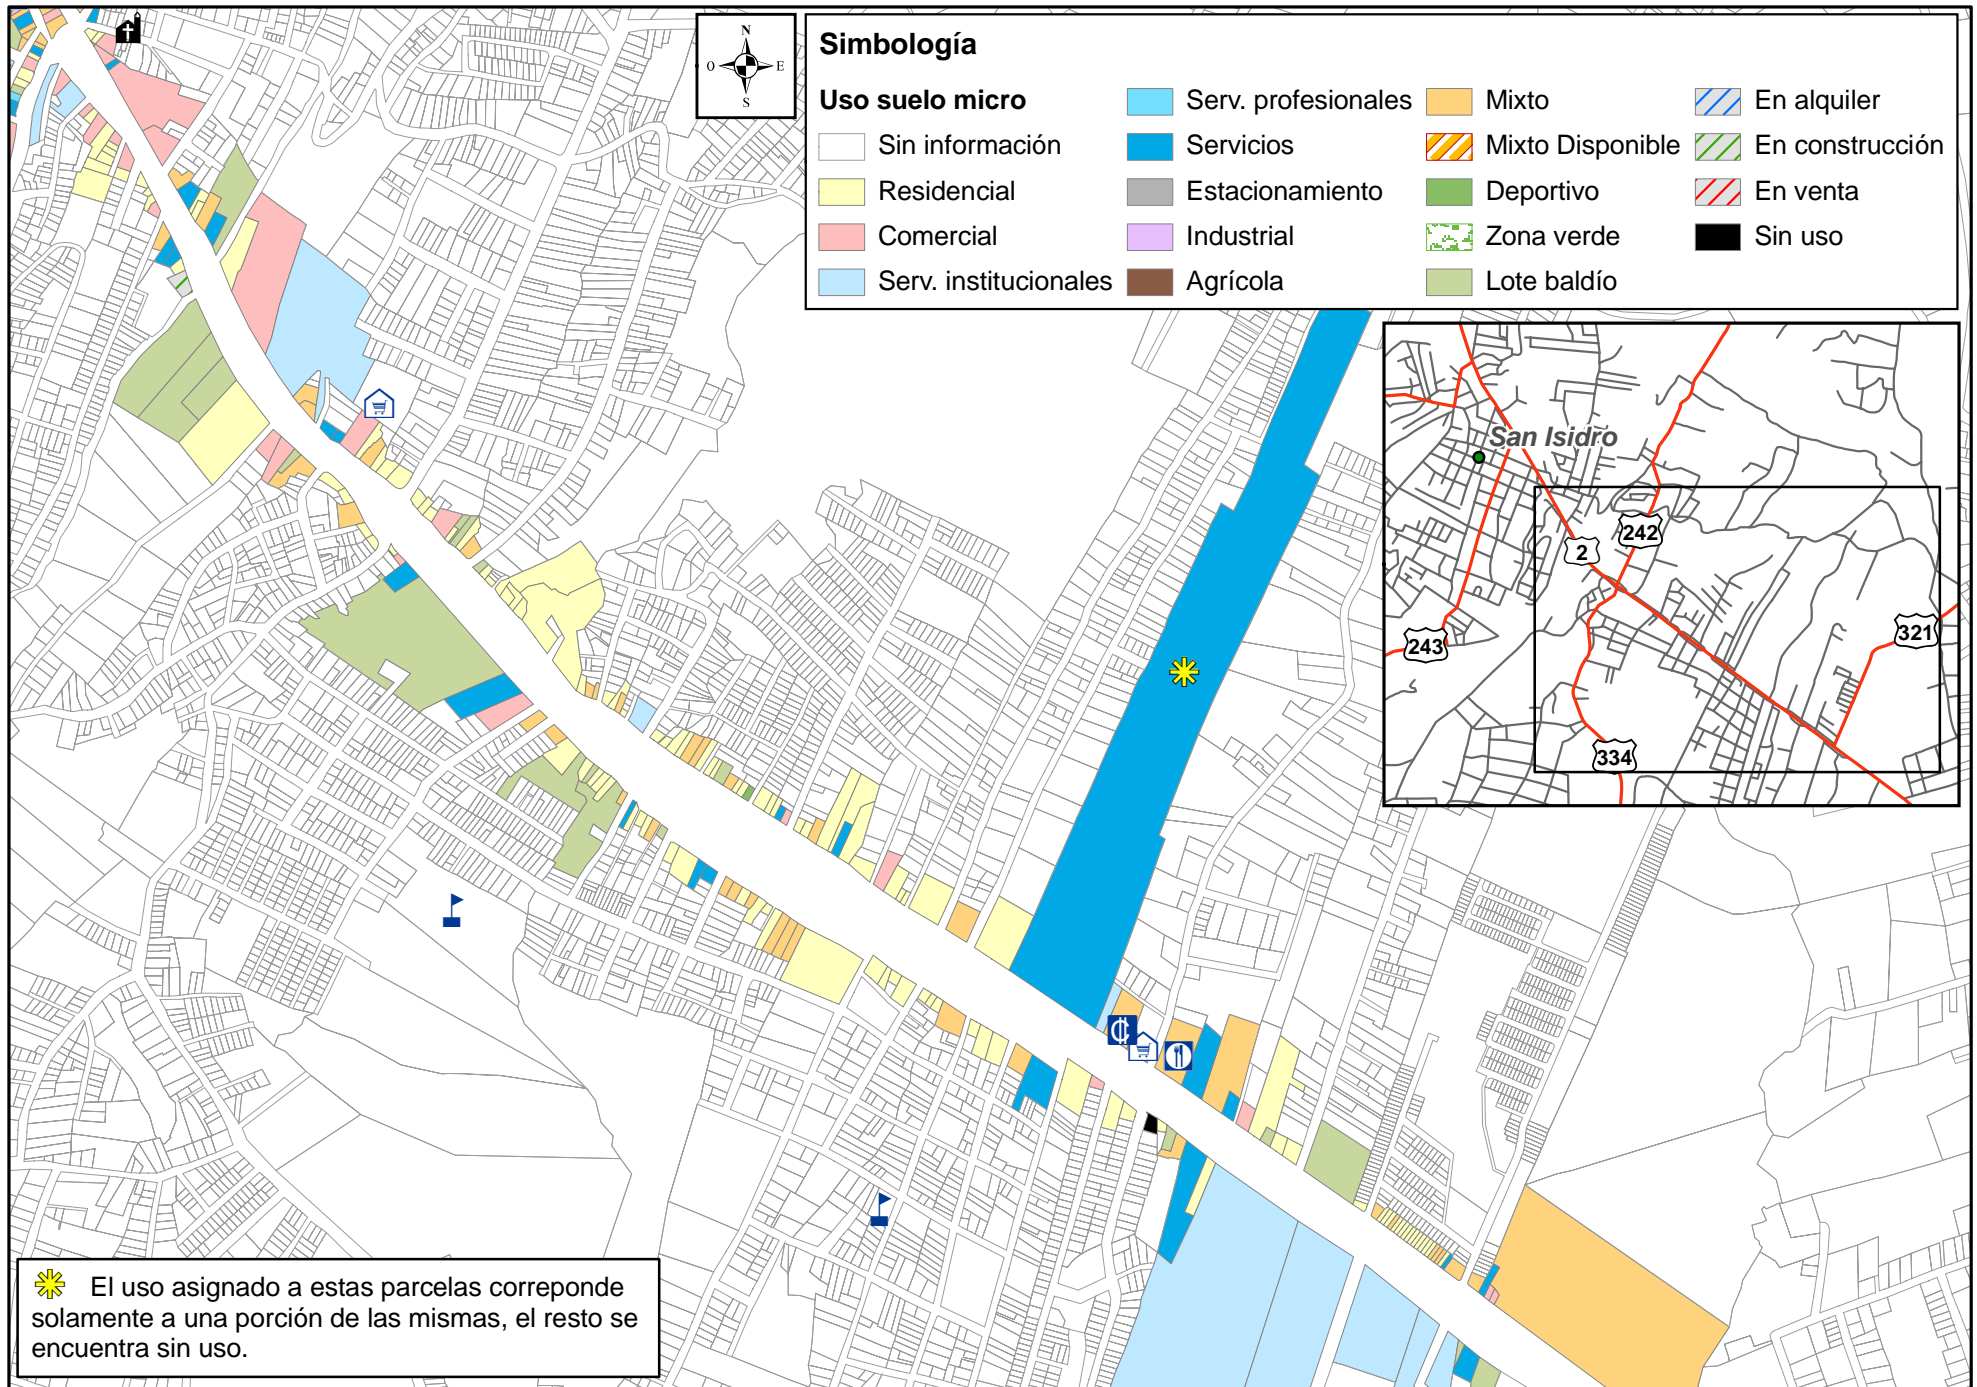 N
O
E
S
Simbología
Uso suelo micro
Sin información
Residencial
Comercial
Serv. institucionales
Serv. profesionales
Servicios
Estacionamiento
Industrial
Agrícola
Mixto
Mixto Disponible
Deportivo
Zona verde
Lote baldío
En alquiler
En construcción
En venta
Sin uso
San Isidro
242
2
321
243
334
₡
El uso asignado a estas parcelas correponde
solamente a una porción de las mismas, el resto se
encuentra sin uso.